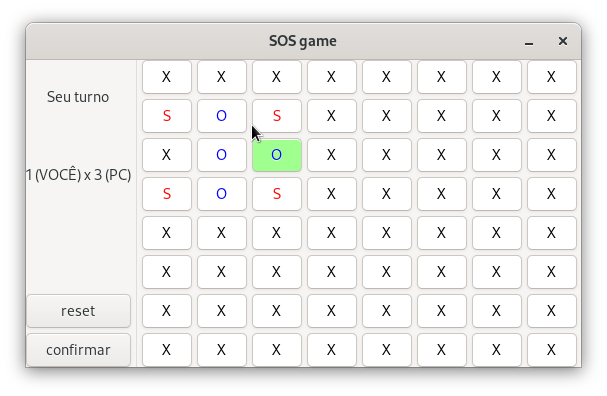 SOS game
Seu turno
1 (VOCÊ) x 3 (PC)
reset
confirmar
X X X X X X X X
S O S X X X X X
X O O X X X X X
S O S X X X X X
X X X X X X X X
X X X X X X X X
X X X X X X X X
X X X X X X X X